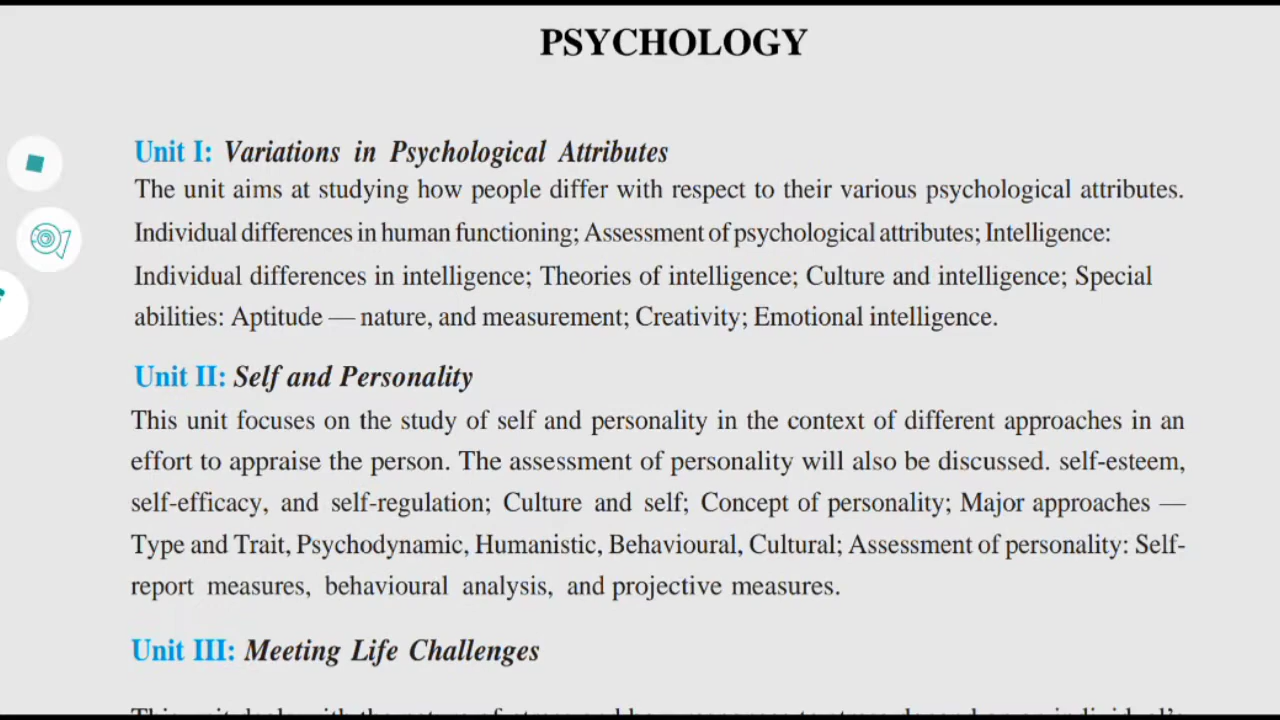 PSYCHOLOGY
Unit I: Variations in Psychological Attributes
The unit aims at studying how people differ with respect to their various psychological attributes.
Individual differences in human functioning; Assessment of psychological attributes; Intelligence:
Individual differences in intelligence; Theories of intelligence; Culture and intelligence; Special
abilities: Aptitude — nature, and measurement; Creativity; Emotional intelligence.
Unit II: Self and Personality
This unit focuses on the study of self and personality in the context of different approaches in an
effort to appraise the person. The assessment of personality will also be discussed. self-esteem,
self-efficacy, and self-regulation; Culture and self; Concept of personality; Major approaches —
Type and Trait, Psychodynamic, Humanistic, Behavioural, Cultural; Assessment of personality: Self-
report measures, behavioural analysis, and projective measures.
Unit III: Meeting Life Challenges